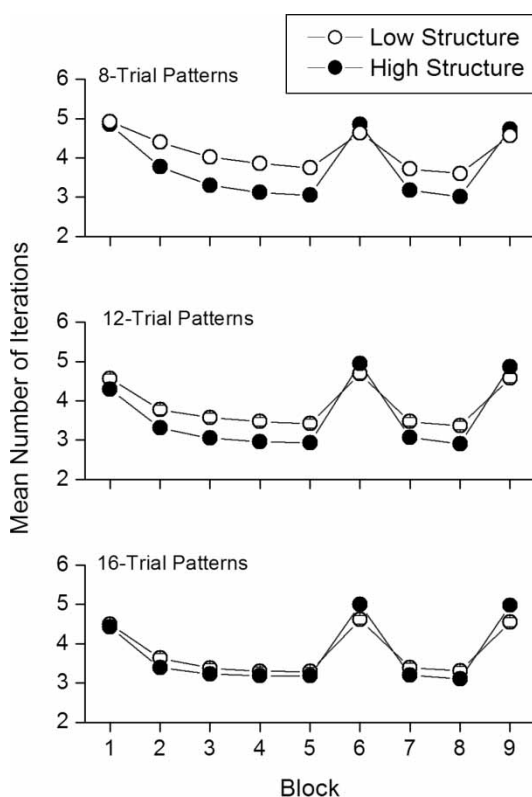 Low Structure
High Structure
8-Trial Patterns
6
5
4
3
2
12-Trial Patterns
6
5
4
3
2
16-Trial Patterns
6
5
4
3
2
1 2 3 4 5 6 7 8 9
Mean Number of Iterations
Block